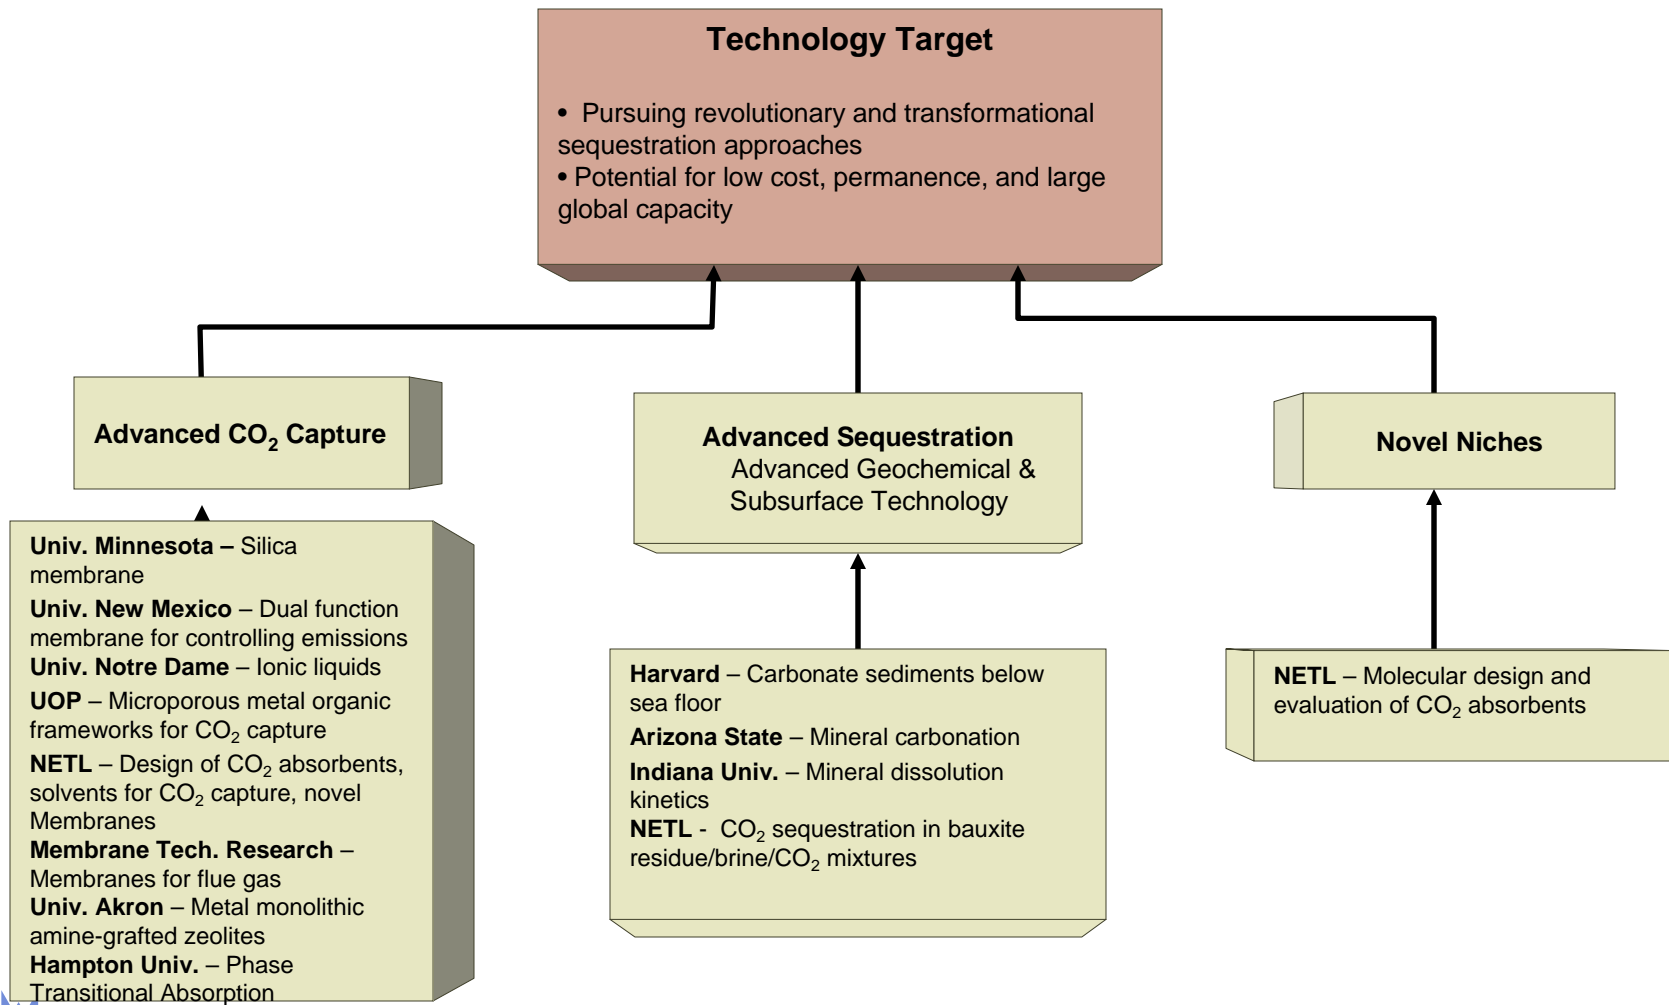 Technology Target
• Pursuing revolutionary and transformational
sequestration approaches
• Potential for low cost, permanence, and large
global capacity
Advanced CO₂ Capture
Advanced Sequestration
Advanced Geochemical &
Subsurface Technology
Novel Niches
Univ. Minnesota – Silica
membrane
Univ. New Mexico – Dual function
membrane for controlling emissions
Univ. Notre Dame – Ionic liquids
UOP – Microporous metal organic
frameworks for CO₂ capture
NETL – Design of CO₂ absorbents,
solvents for CO₂ capture, novel
Membranes
Membrane Tech. Research –
Membranes for flue gas
Univ. Akron – Metal monolithic
amine-grafted zeolites
Hampton Univ. – Phase
Transitional Absorption
Harvard – Carbonate sediments below
sea floor
Arizona State – Mineral carbonation
Indiana Univ. – Mineral dissolution
kinetics
NETL - CO₂ sequestration in bauxite
residue/brine/CO₂ mixtures
NETL – Molecular design and
evaluation of CO₂ absorbents